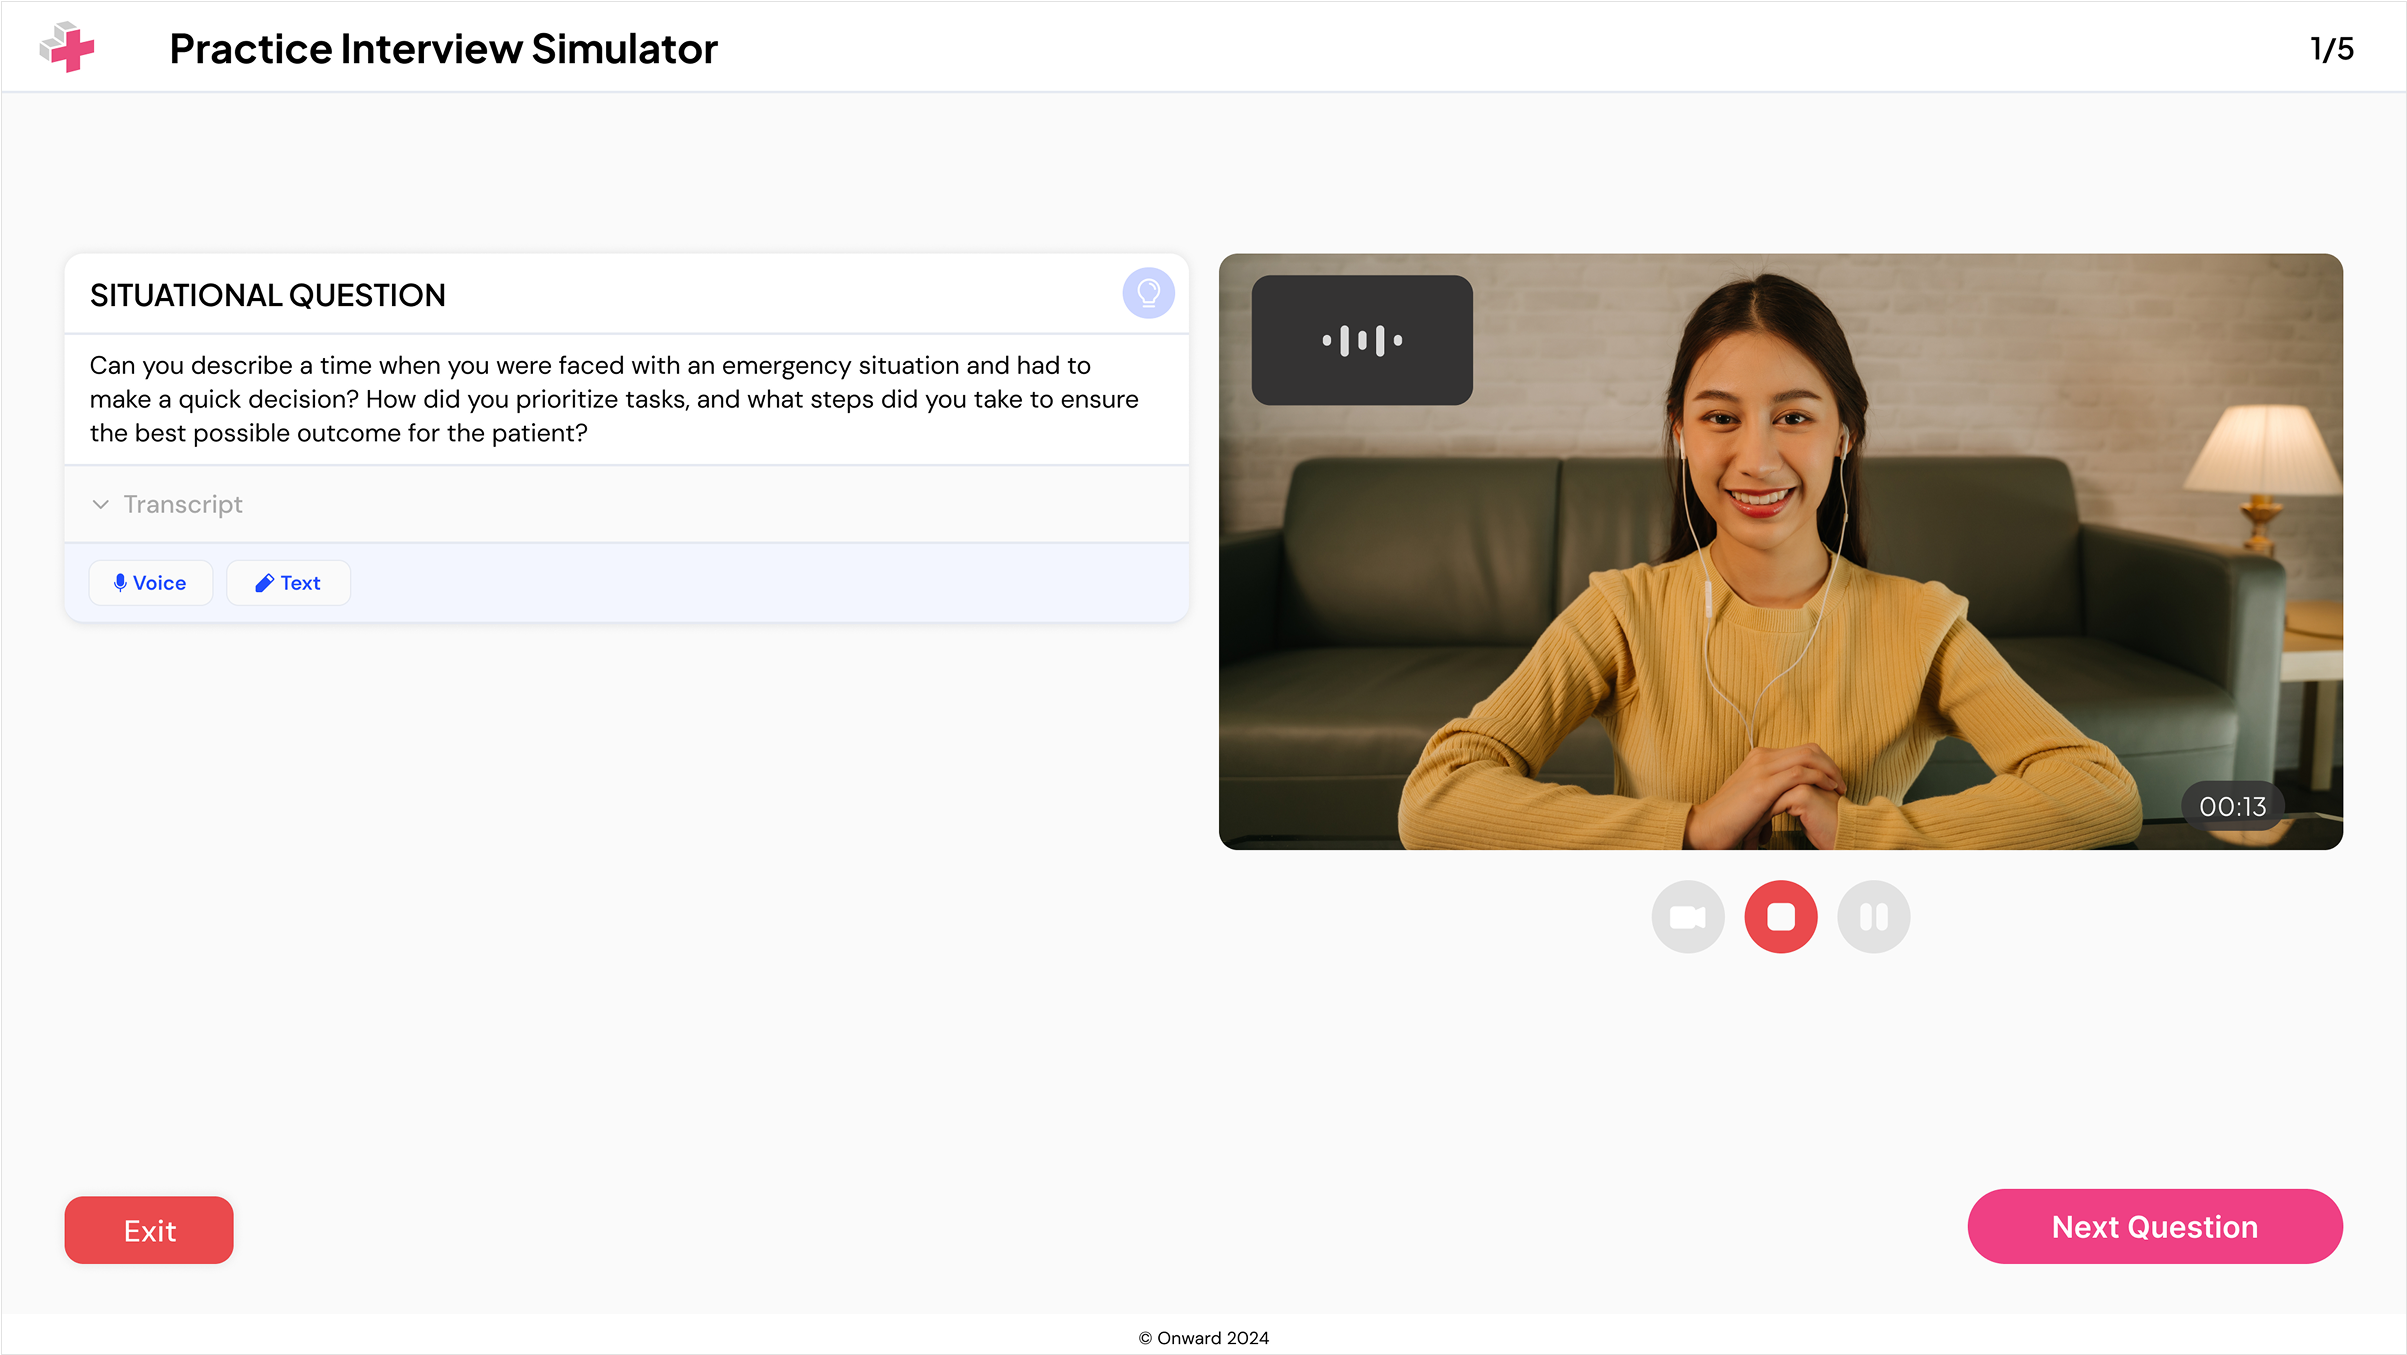 Practice Interview Simulator
1/5
SITUATIONAL QUESTION
Can you describe a time when you were faced with an emergency situation and had to
make a quick decision? How did you prioritize tasks, and what steps did you take to ensure
the best possible outcome for the patient?
Transcript
Voice
Text
00:13
Exit
Next Question
© Onward 2024